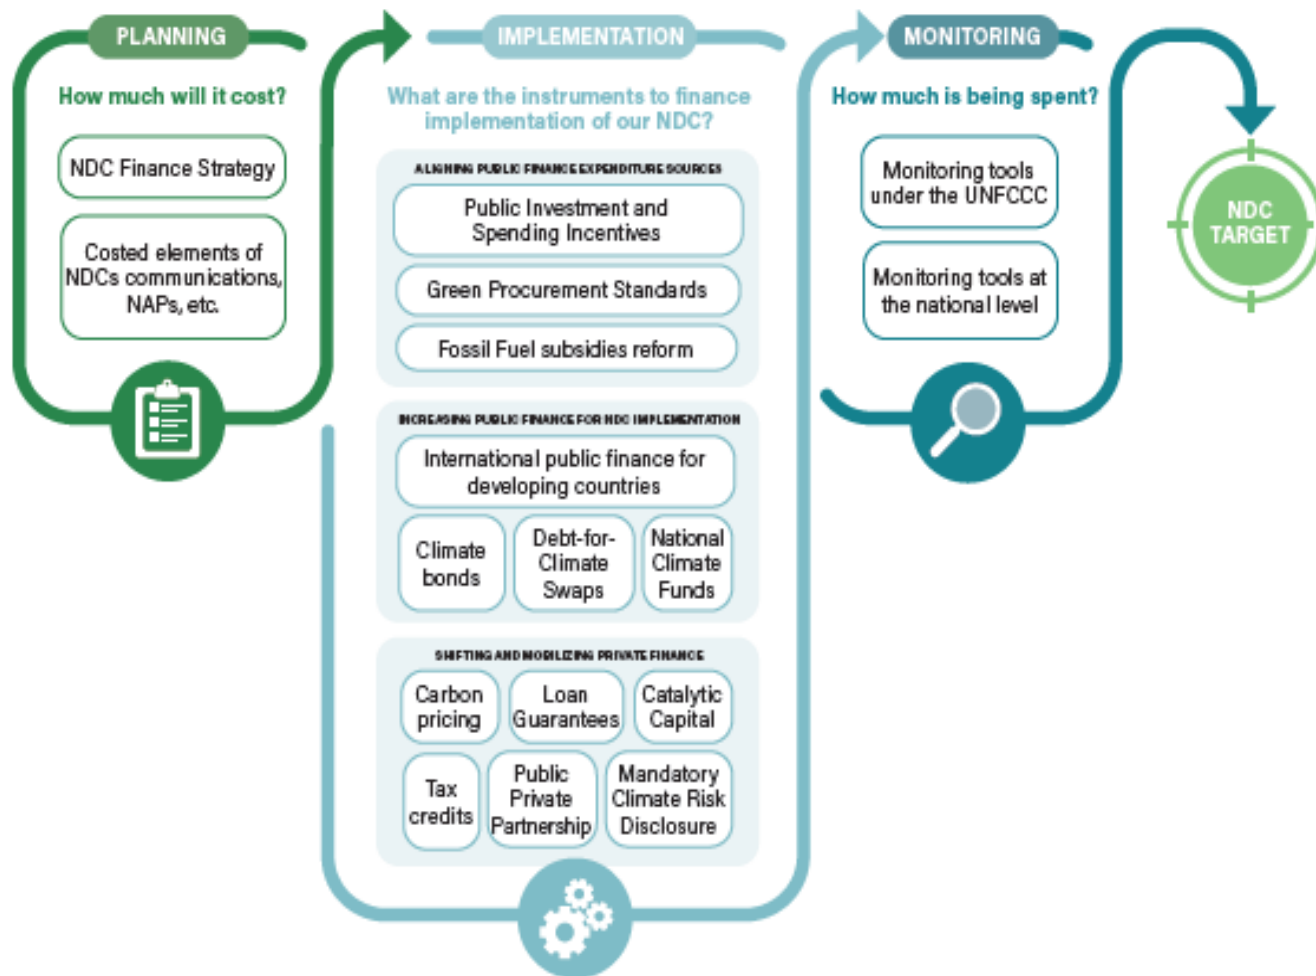 PLANNING
How much will it cost?
NDC Finance Strategy
Costed elements of
NDCs communications,
NAPs, etc.
IMPLEMENTATION
What are the instruments to finance
implementation of our NDC?
ALIGNING PUBLIC FINANCE EXPENDITURE SOURCES
Public Investment and
Spending Incentives
Green Procurement Standards
Fossil Fuel subsidies reform
INCREASING PUBLIC FINANCE FOR NDC IMPLEMENTATION
International public finance for
developing countries
Climate
bonds
Debt-for-
Climate
Swaps
National
Climate
Funds
SHIFTING AND MOBILIZING PRIVATE FINANCE
Carbon
pricing
Loan
Guarantees
Catalytic
Capital
Tax
credits
Public
Private
Partnership
Mandatory
Climate Risk
Disclosure
MONITORING
How much is being spent?
Monitoring tools
under the UNFCCC
Monitoring tools at
the national level
NDC
TARGET